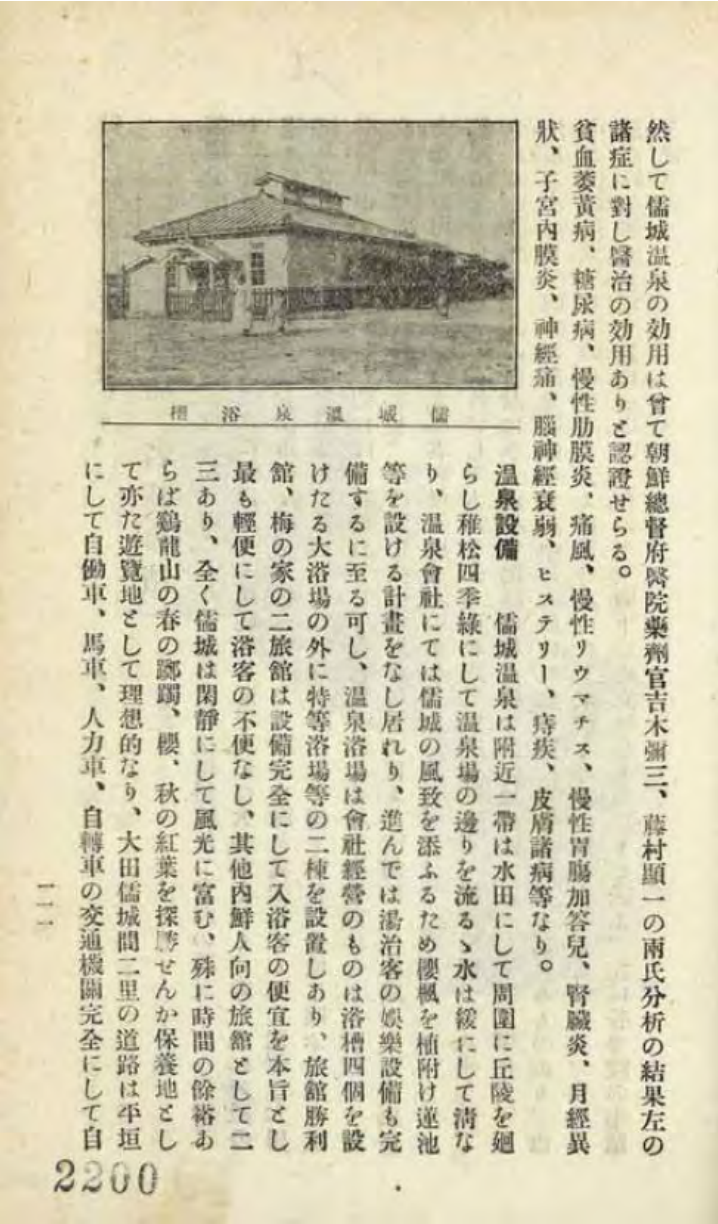 然して儒城温泉の効用は曾て朝鮮總督府醫院藥劑官吉木彌三、藤村顯一の兩氏分析の結果左の
諸症に對し醫治の効用ありと認證せらる。
貧血萎黃病、糖尿病、慢性肋膜炎、痛風、慢性リウマチス、慢性胃腸加答兒、腎臟炎、月經異
狀、子宮內膜炎、神經痛、腦神經衰弱、ヒステリー、痔疾、皮膚諸病等なり。
儒城溫泉浴槽
温泉設備　儒城温泉は附近一帶は水田にして周圍に丘陵を廻
らし稚松四季綠にして温泉場の邊りを流るゝ水は緩にして淸な
り、温泉會社にては儒城の風致を添ふるため櫻楓を植附け蓮池
等を設ける計畫をなし居れり、進んでは湯治客の娛樂設備も完
備するに至る可し、温泉浴場は會社經營のものは浴槽四個を設
けたる大浴場の外に特等浴場等の二棟を設置しあり、旅館勝利
館、梅の家の二旅館は設備完全にして入浴客の便宜を本旨とし
最も輕便にして浴客の不便なし、其他內鮮人向の旅館として二
三あり、全く儒城は閑靜にして風光に富む、殊に時間の餘裕あ
らば鷄龍山の春の躑躅、櫻、秋の紅葉を探勝せんか保養地とし
て亦た遊覽地として理想的なり、大田儒城間二里の道路は平垣
にして自働車、馬車、人力車、自轉車の交通機關完全にして自
一一一
2200